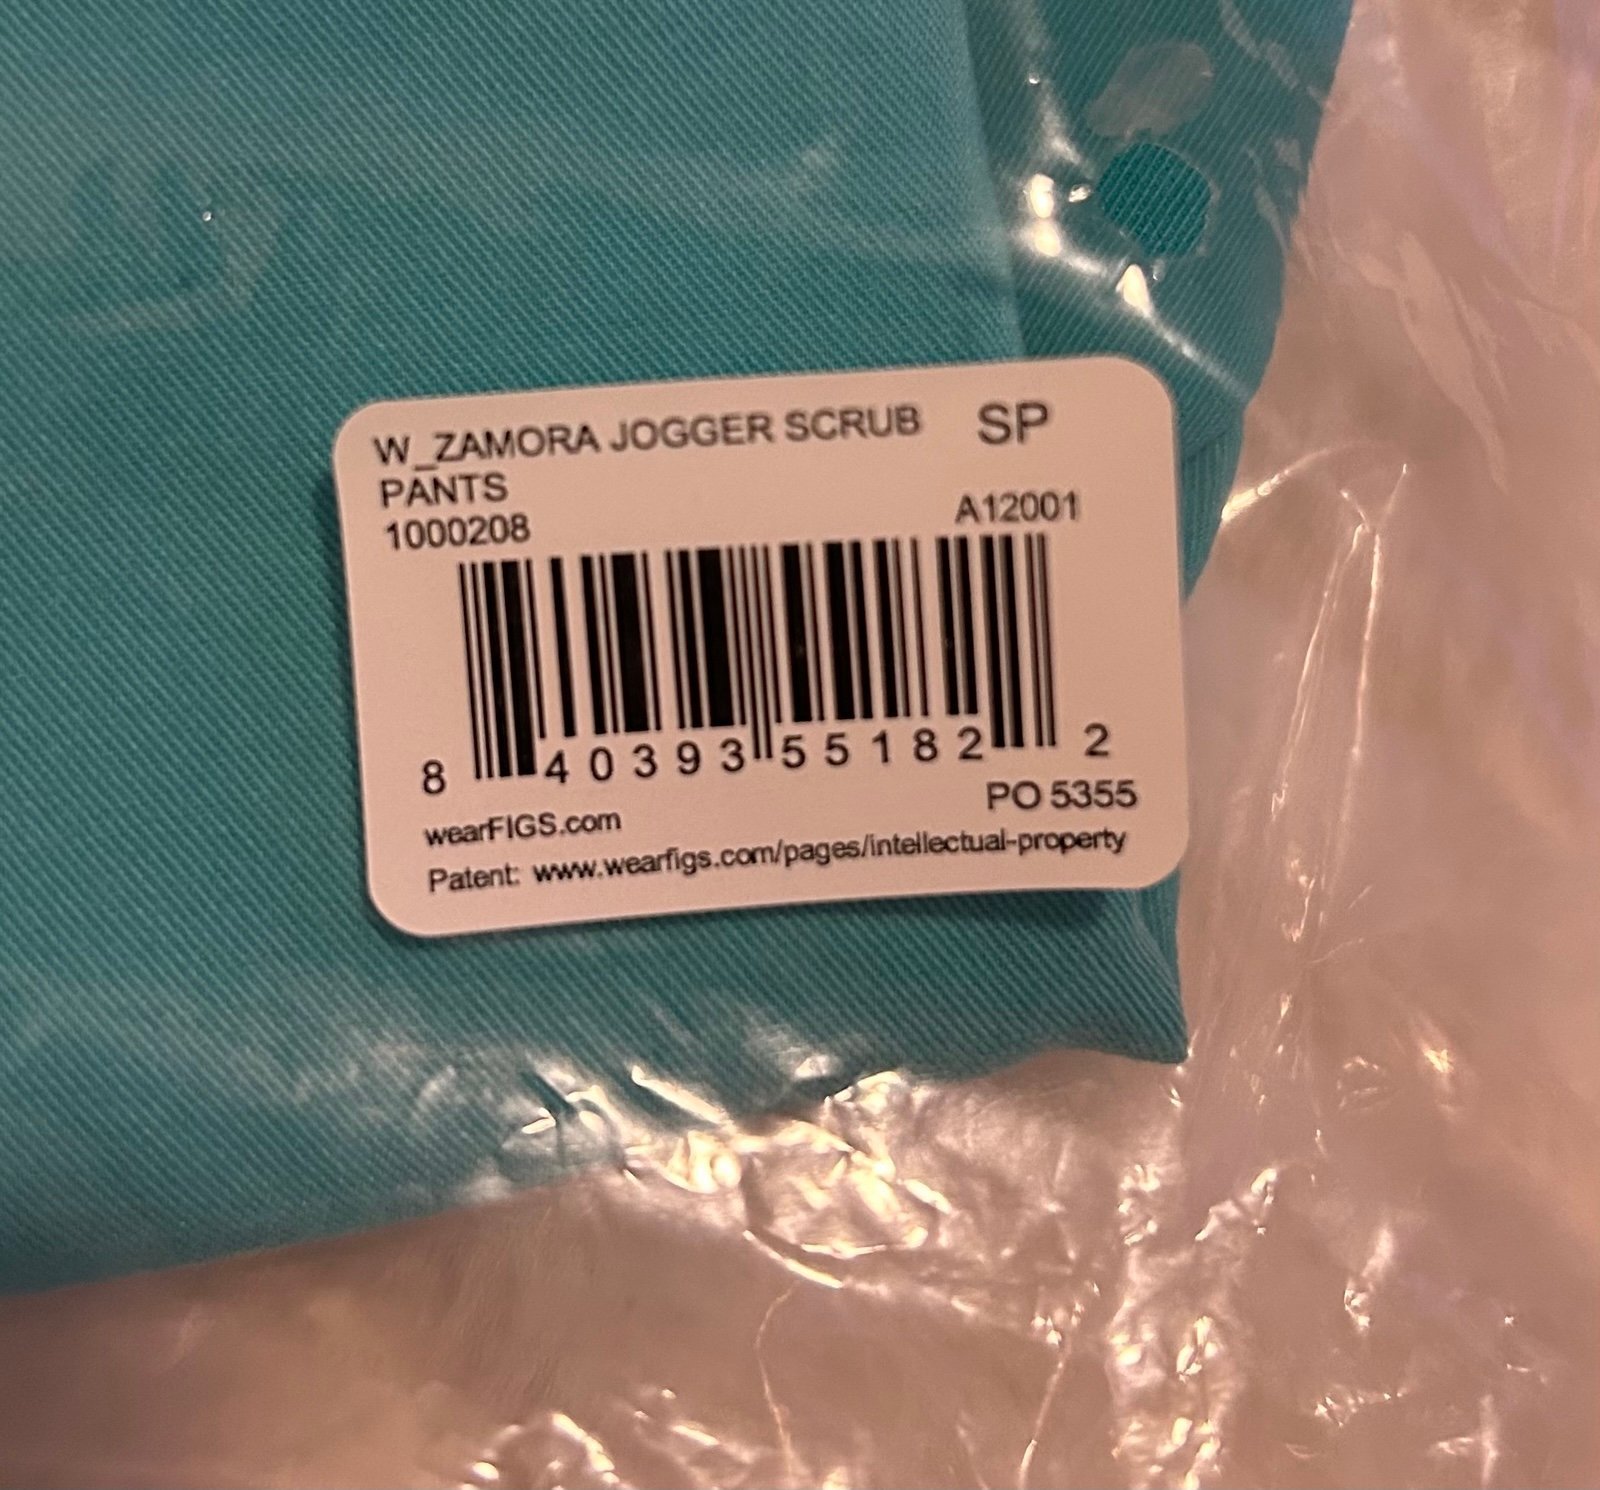 W_ZAMORA JOGGER SCRUB SP
PANTS
1000208 A12001
8 40393 55182 2
PO 5355
wearFIGS.com
Patent: www.wearfigs.com/pages/intellectual-property